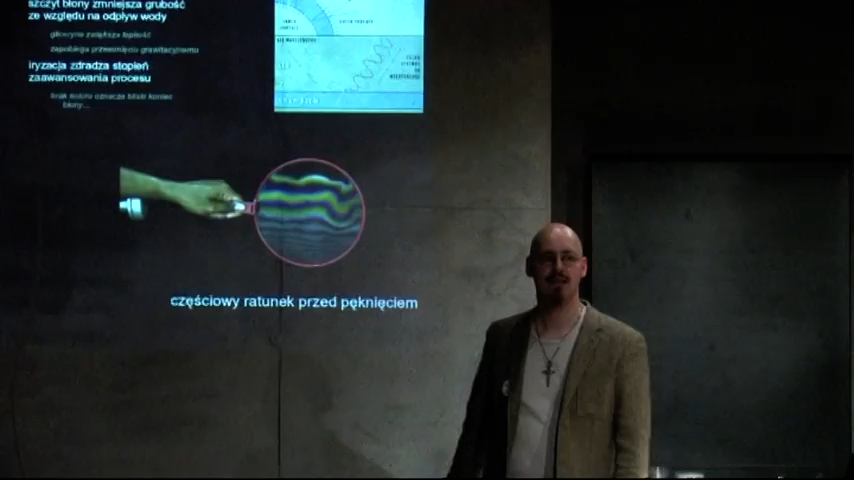 szczyt błony zmniejsza grubość
ze względu na odpływ wody
gliceryna zwiększa lepkość
zapobiega przesunięciu grawitacyjnemu
iryzacja zdradza stopień
zaawansowania procesu
brak koloru oznacza bliski koniec
błony...
częściowy ratunek przed pęknięciem